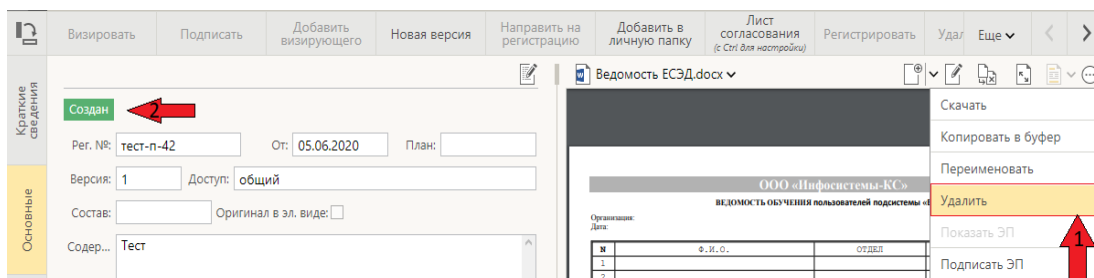 Визировать
Подписать
Добавить
визирующего
Новая версия
Направить на
регистрацию
Добавить в
личную папку
Лист
согласования
(с Ctrl для настройки)
Регистрировать
Удал
Еще
Краткие
сведения
Основные
Создан
2
Рег. №: тест-п-42 От: 05.06.2020 План:
Версия: 1 Доступ: общий
Состав: Оригинал в эл. виде:
Содер... Тест
Ведомость ЕСЭД.docx
ООО «Инфосистемы-КС»
ВЕДОМОСТЬ ОБУЧЕНИЯ пользователей подсистемы «
Организация:
Дата:
N Ф.И.О. ОТДЕЛ
1
2
Скачать
Копировать в буфер
Переименовать
Удалить
1
Показать ЭП
Подписать ЭП